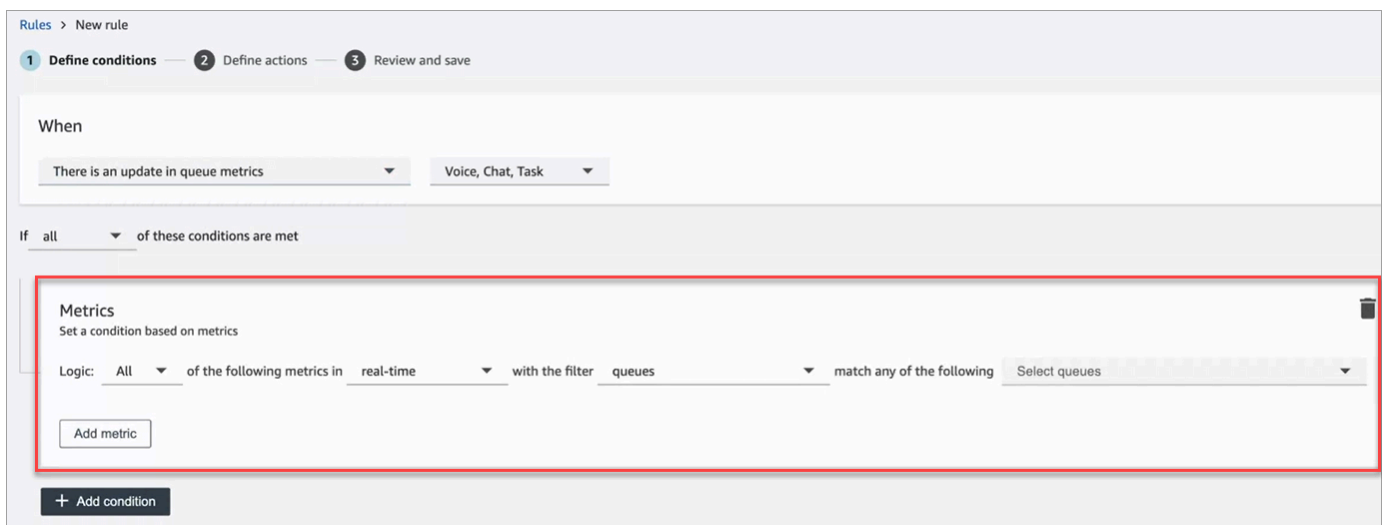 Rules > New rule
1 Define conditions 2 Define actions 3 Review and save
When
There is an update in queue metrics Voice, Chat, Task
If all of these conditions are met
Metrics
Set a condition based on metrics
Logic: All of the following metrics in real-time with the filter queues match any of the following Select queues
Add metric
+ Add condition